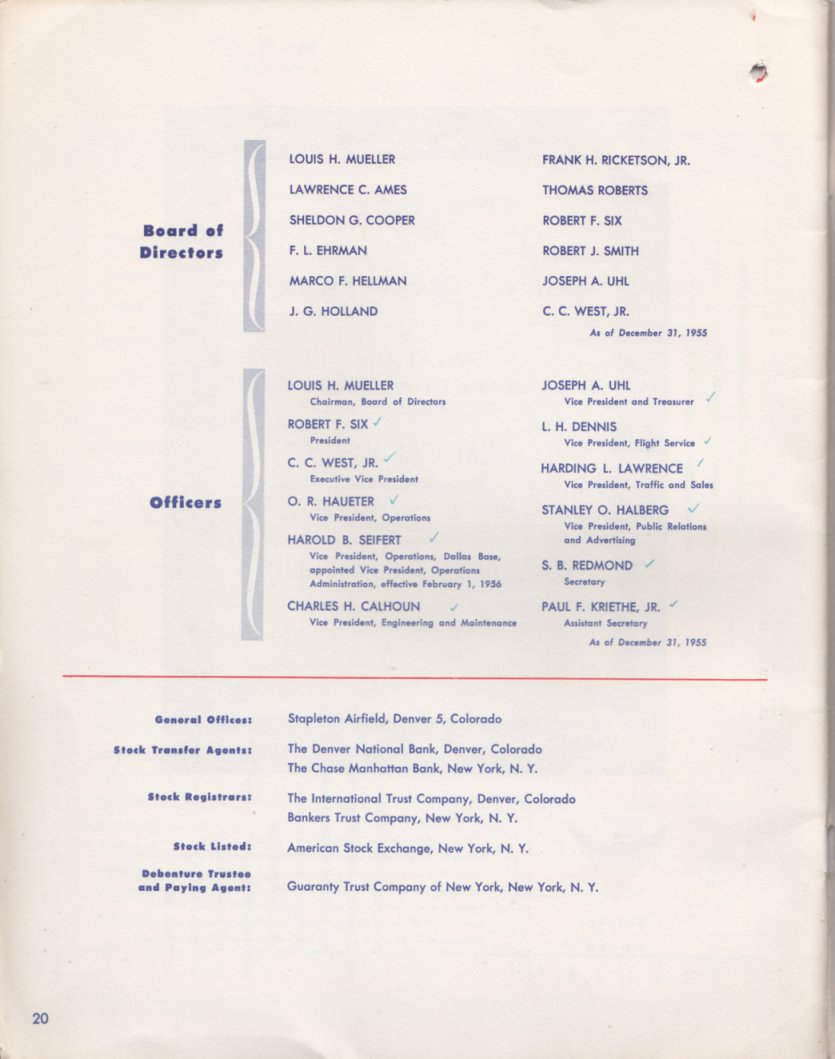 Board of
Directors
LOUIS H. MUELLER
LAWRENCE C. AMES
SHELDON G. COOPER
F. L. EHRMAN
MARCO F. HELLMAN
J. G. HOLLAND
FRANK H. RICKETSON, JR.
THOMAS ROBERTS
ROBERT F. SIX
ROBERT J. SMITH
JOSEPH A. UHL
C. C. WEST, JR.
As of December 31, 1955
Officers
LOUIS H. MUELLER
Chairman, Board of Directors
ROBERT F. SIX ✓
President
C. C. WEST, JR. ✓
Executive Vice President
O. R. HAUETER ✓
Vice President, Operations
HAROLD B. SEIFERT ✓
Vice President, Operations, Dallas Base,
appointed Vice President, Operations
Administration, effective February 1, 1956
CHARLES H. CALHOUN ✓
Vice President, Engineering and Maintenance
JOSEPH A. UHL
Vice President and Treasurer ✓
L. H. DENNIS
Vice President, Flight Service ✓
HARDING L. LAWRENCE ✓
Vice President, Traffic and Sales
STANLEY O. HALBERG ✓
Vice President, Public Relations
and Advertising
S. B. REDMOND ✓
Secretary
PAUL F. KRIETHE, JR. ✓
Assistant Secretary
As of December 31, 1955
General Offices: Stapleton Airfield, Denver 5, Colorado
Stock Transfer Agents: The Denver National Bank, Denver, Colorado
The Chase Manhattan Bank, New York, N. Y.
Stock Registrars: The International Trust Company, Denver, Colorado
Bankers Trust Company, New York, N. Y.
Stock Listed: American Stock Exchange, New York, N. Y.
Debenture Trustee
and Paying Agent: Guaranty Trust Company of New York, New York, N. Y.
20